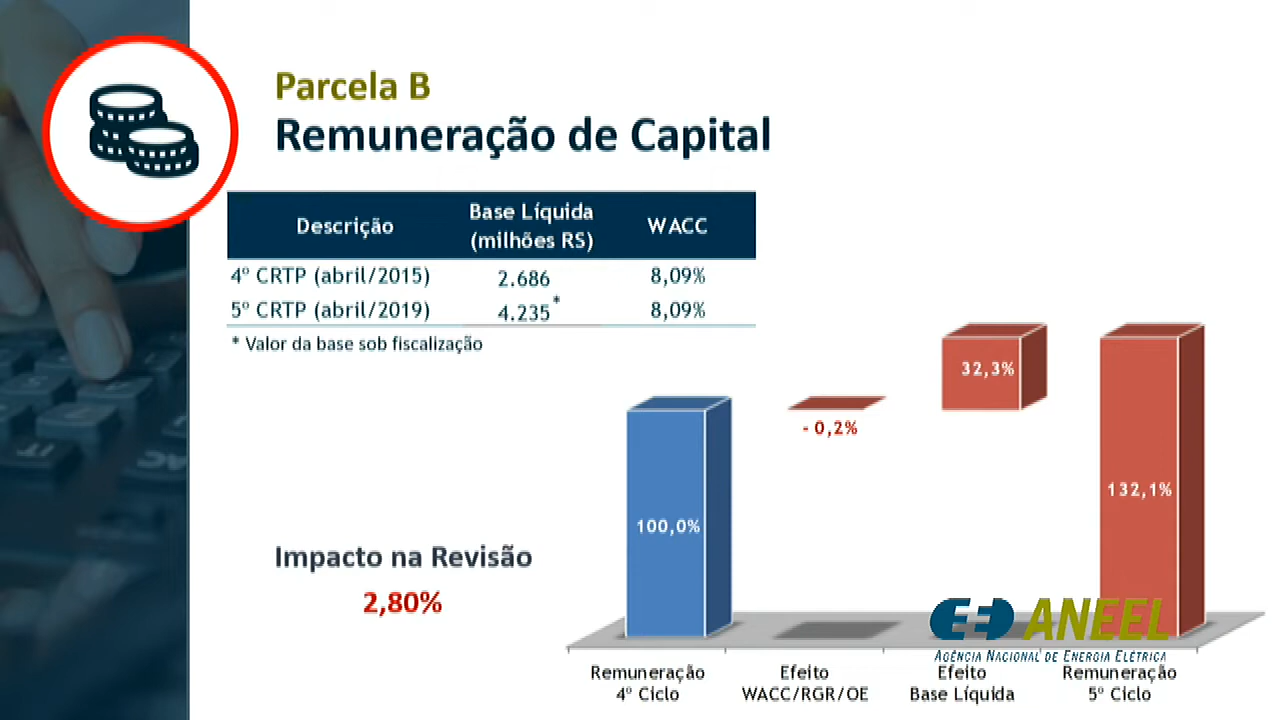 Parcela B
Remuneração de Capital
Descrição
Base Líquida
(milhões R$)
WACC
4º CRTP (abril/2015) 2.686 8,09%
5º CRTP (abril/2019) 4.235* 8,09%
* Valor da base sob fiscalização
32,3%
- 0,2%
132,1%
100,0%
Impacto na Revisão
2,80%
ANEEL
AGÊNCIA NACIONAL DE ENERGIA ELÉTRICA
Remuneração
4º Ciclo
Efeito
WACC/RGR/OE
Efeito
Base Líquida
Remuneração
5º Ciclo